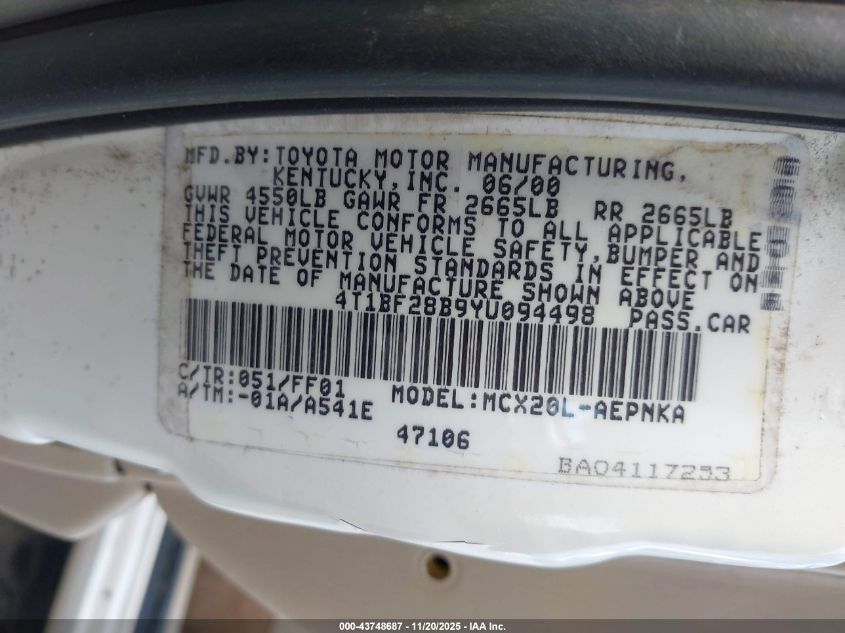 MFD.BY:TOYOTA MOTOR MANUFACTURING,
KENTUCKY,INC. 06/00
GVWR 4550LB GAWR FR 2665LB RR 2665LB
THIS VEHICLE CONFORMS TO ALL APPLICABLE
FEDERAL MOTOR VEHICLE SAFETY,BUMPER AND
THEFT PREVENTION STANDARDS IN EFFECT ON
THE DATE OF MANUFACTURE SHOWN ABOVE
4T1BF28B9YU094498 PASS.CAR
C/TR:051/FF01
A/TM:-01A/A541E MODEL:MCX20L-AEPNKA
47106
BA04117253
000-43748687 - 11/20/2025 - IAA Inc.